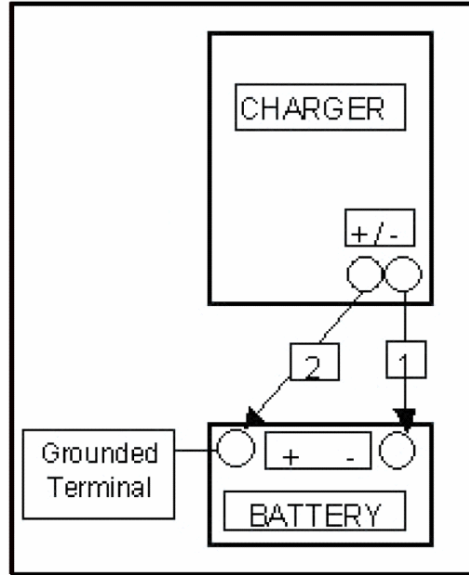 CHARGER
+ / -
2
1
Grounded
Terminal
+ -
BATTERY